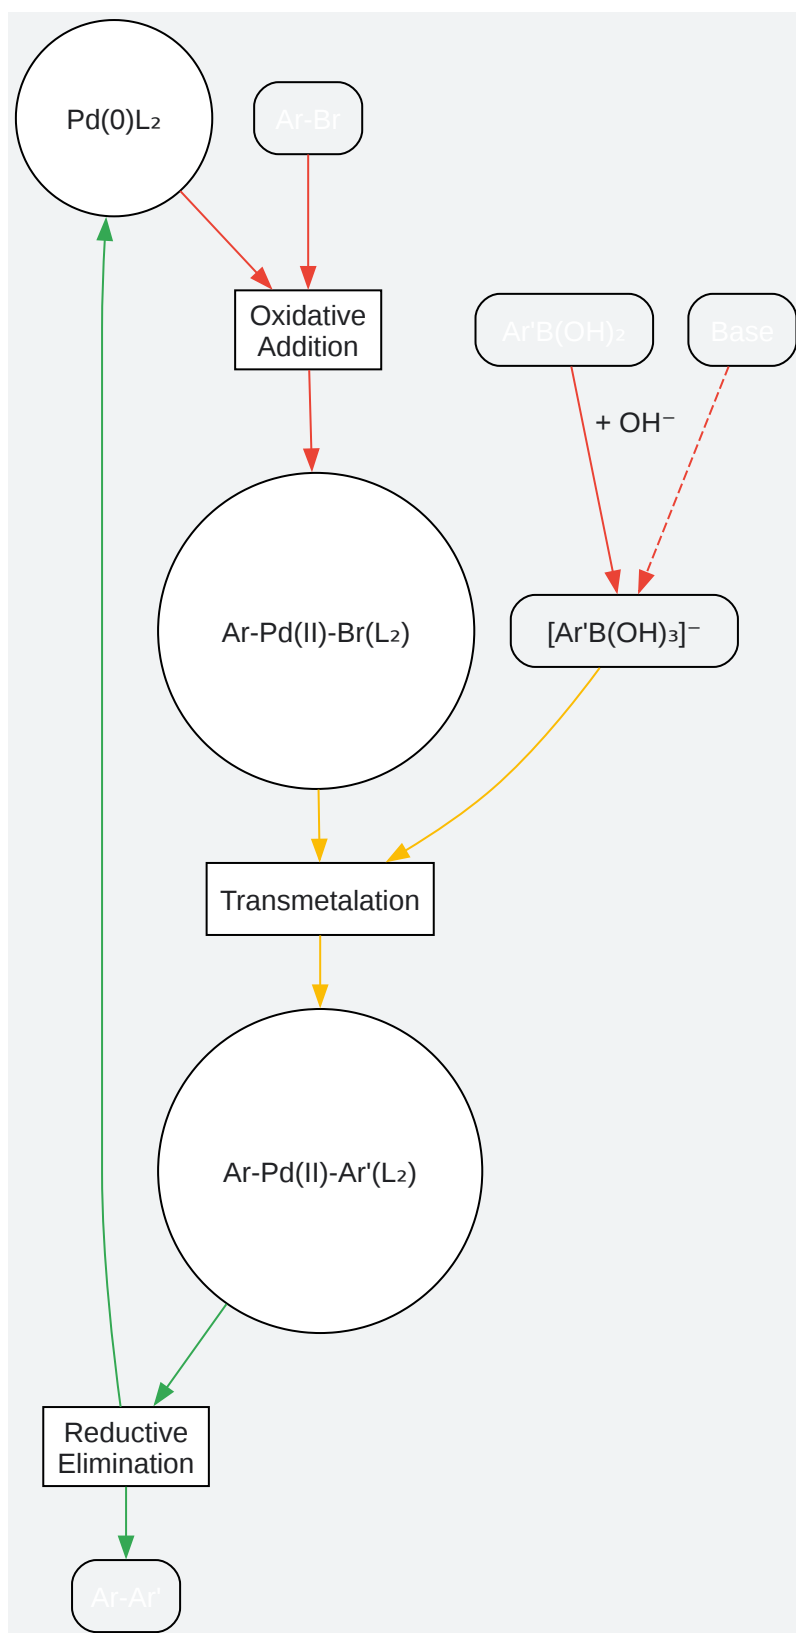 Pd(0)L₂
Ar-Br
Oxidative
Addition
Ar'B(OH)₂
Base
+ OH⁻
Ar-Pd(II)-Br(L₂)
[Ar'B(OH)₃]⁻
Transmetalation
Ar-Pd(II)-Ar'(L₂)
Reductive
Elimination
Ar-Ar'